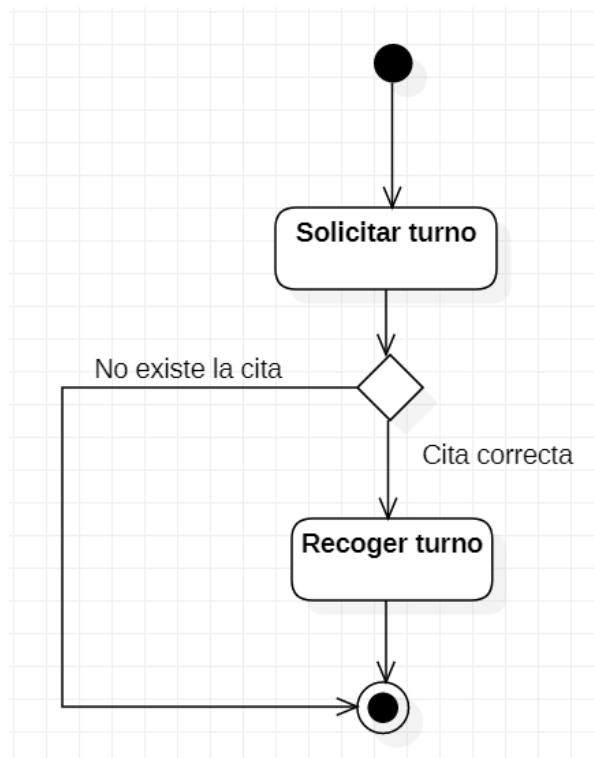 Solicitar turno
No existe la cita
Cita correcta
Recoger turno